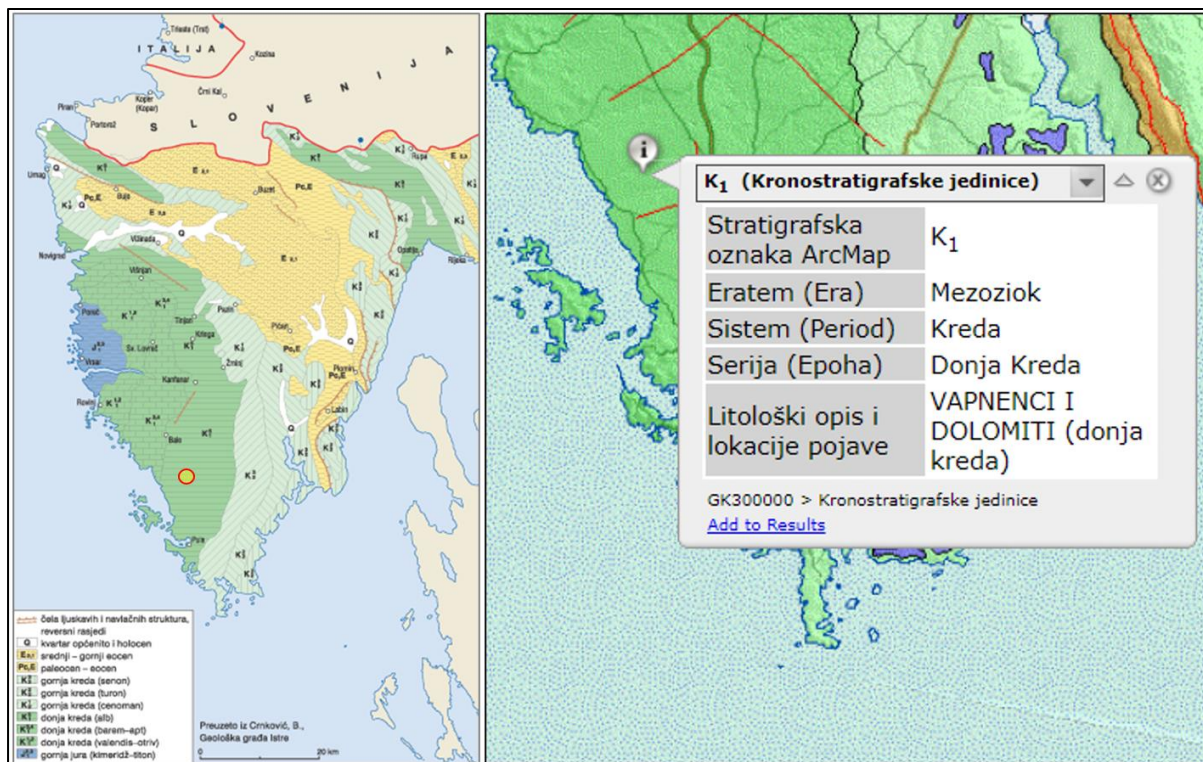 Trieste (Trst)
ITALIJA
Kozina
SLOVENIJA
Koper
(Kopar)
Črni Kal
Piran
Portorož
Rupa
Umag
Buje
Buzet
Novigrad
Vižinada
Opatija
Rijeka
Višnjan
Poreč
Tinjan
Pazin
Pićan
Sv. Lovreč
Kringa
Vrsar
Žminj
Plomin
Kanfanar
Rovinj
Labin
Bale
Pula
čela ljuskavih i navlačnih struktura,
reversni rasjedi
Q kvartar općenito i holocen
E srednji – gornji eocen
Pc,E paleocen – eocen
gornja kreda (senon)
gornja kreda (turon)
gornja kreda (cenoman)
donja kreda (alb)
donja kreda (barem–apt)
donja kreda (valendis–otriv)
gornja jura (kimeridž–titon)
Preuzeto iz Crnković, B.,
Geološka građa Istre
0 20 km
i
K₁ (Kronostratigrafske jedinice)
Stratigrafska
oznaka ArcMap K₁
Eratem (Era) Mezoziok
Sistem (Period) Kreda
Serija (Epoha) Donja Kreda
Litološki opis i
lokacije pojave VAPNENCI I
DOLOMITI (donja
kreda)
GK300000 > Kronostratigrafske jedinice
Add to Results